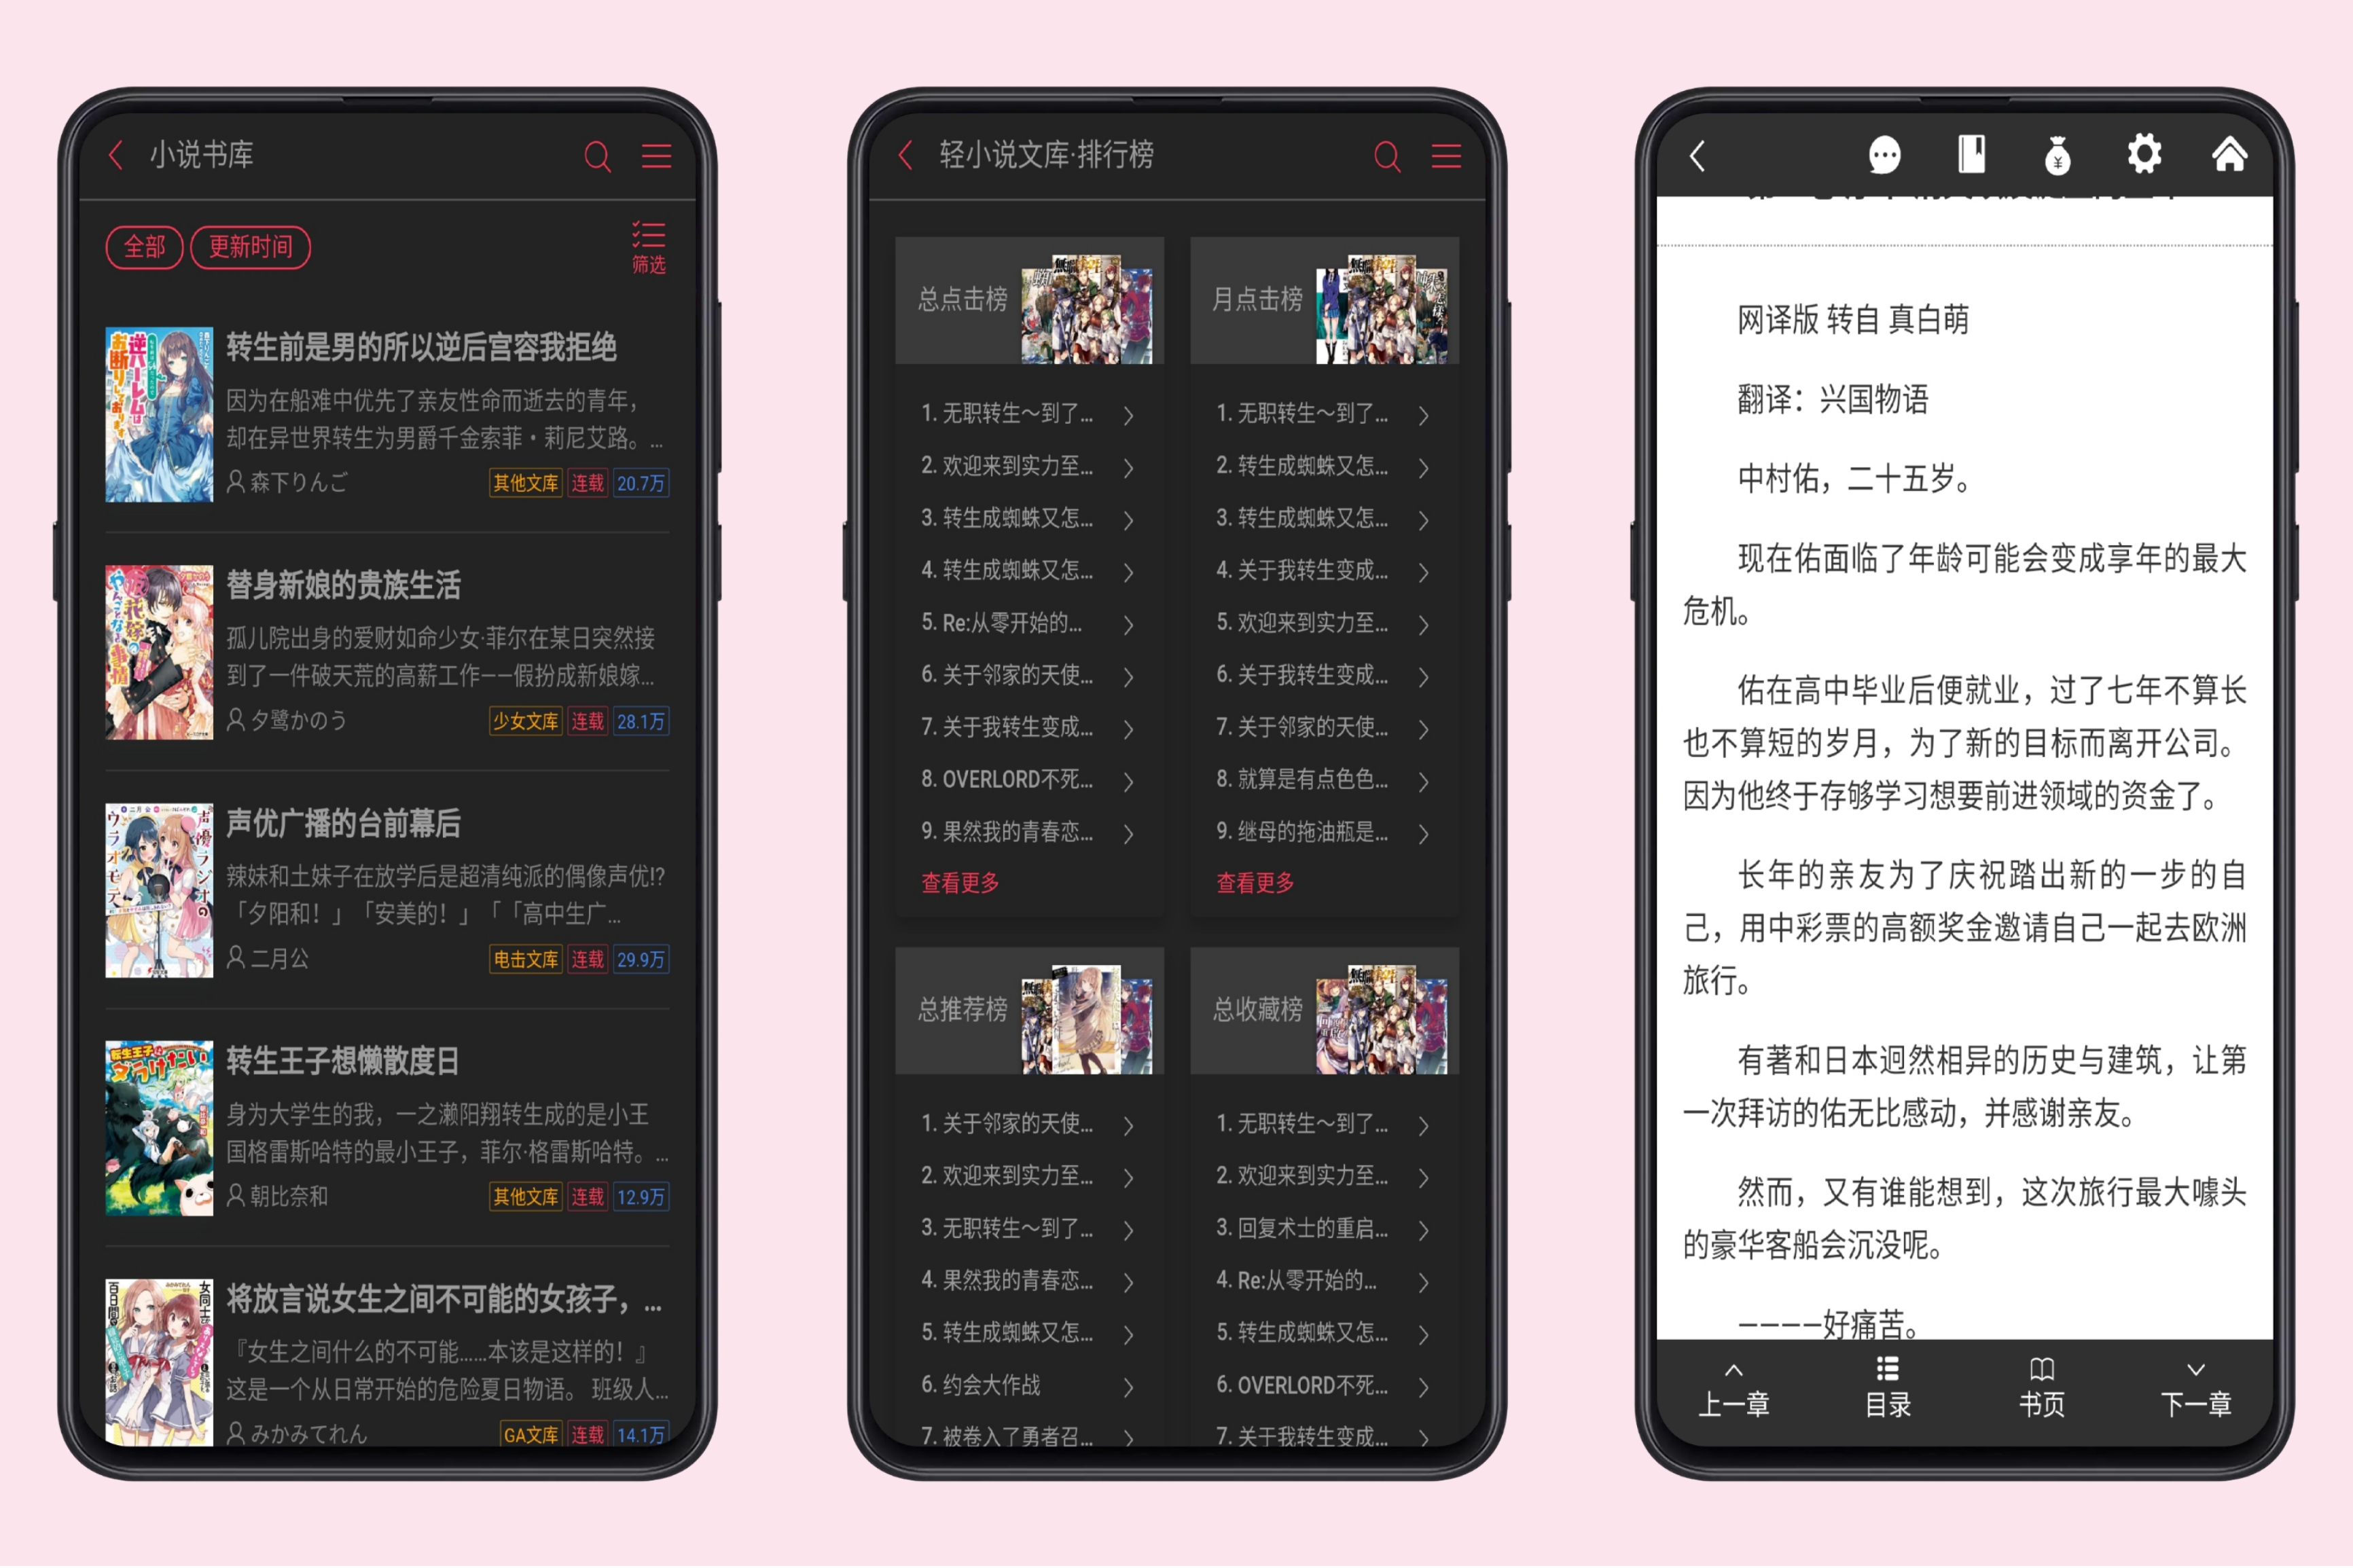 小说书库
全部
更新时间
筛选
转生前是男的所以逆后宫容我拒绝
因为在船难中优先了亲友性命而逝去的青年，
却在异世界转生为男爵千金索菲·莉尼艾路。...
森下りんご
其他文库 连载 20.7万
替身新娘的贵族生活
孤儿院出身的爱财如命少女·菲尔在某日突然接
到了一件破天荒的高薪工作——假扮成新娘嫁...
夕鹭かのう
少女文库 连载 28.1万
声优广播的台前幕后
辣妹和土妹子在放学后是超清纯派的偶像声优!?
「夕阳和！」「安美的！」「「高中生广...
二月公
电击文库 连载 29.9万
转生王子想懒散度日
身为大学生的我，一之濑阳翔转生成的是小王
国格雷斯哈特的最小王子，菲尔·格雷斯哈特。...
朝比奈和
其他文库 连载 12.9万
将放言说女生之间不可能的女孩子，...
『女生之间什么的不可能......本该是这样的！』
这是一个从日常开始的危险夏日物语。 班级人...
みかみてれん
GA文库 连载 14.1万
轻小说文库·排行榜
总点击榜
1. 无职转生～到了...
2. 欢迎来到实力至...
3. 转生成蜘蛛又怎...
4. 转生成蜘蛛又怎...
5. Re:从零开始的...
6. 关于邻家的天使...
7. 关于我转生变成...
8. OVERLORD不死...
9. 果然我的青春恋...
查看更多
月点击榜
1. 无职转生～到了...
2. 转生成蜘蛛又怎...
3. 转生成蜘蛛又怎...
4. 关于我转生变成...
5. 欢迎来到实力至...
6. 关于我转生变成...
7. 关于邻家的天使...
8. 就算是有点色色...
9. 继母的拖油瓶是...
查看更多
总推荐榜
1. 关于邻家的天使...
2. 欢迎来到实力至...
3. 无职转生～到了...
4. 果然我的青春恋...
5. 转生成蜘蛛又怎...
6. 约会大作战
7. 被卷入了勇者召...
总收藏榜
1. 无职转生～到了...
2. 欢迎来到实力至...
3. 回复术士的重启...
4. Re:从零开始的...
5. 转生成蜘蛛又怎...
6. OVERLORD不死...
7. 关于我转生变成...
网译版 转自 真白萌
翻译：兴国物语
中村佑，二十五岁。
现在佑面临了年龄可能会变成享年的最大
危机。
佑在高中毕业后便就业，过了七年不算长
也不算短的岁月，为了新的目标而离开公司。
因为他终于存够学习想要前进领域的资金了。
长年的亲友为了庆祝踏出新的一步的自
己，用中彩票的高额奖金邀请自己一起去欧洲
旅行。
有著和日本迥然相异的历史与建筑，让第
一次拜访的佑无比感动，并感谢亲友。
然而，又有谁能想到，这次旅行最大噱头
的豪华客船会沉没呢。
————好痛苦。
上一章
目录
书页
下一章